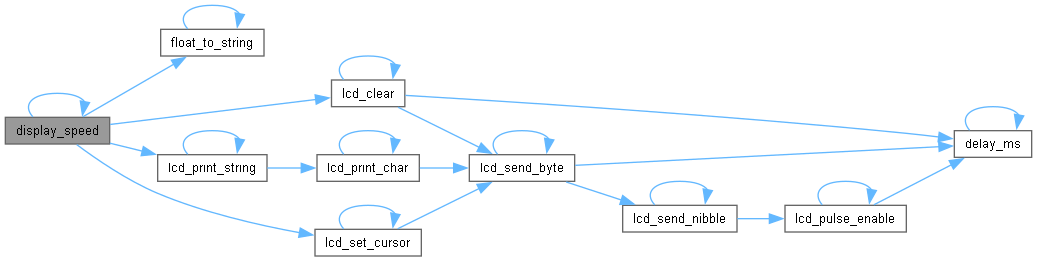 float_to_string
lcd_clear
display_speed
delay_ms
lcd_print_string
lcd_print_char
lcd_send_byte
lcd_send_nibble
lcd_pulse_enable
lcd_set_cursor